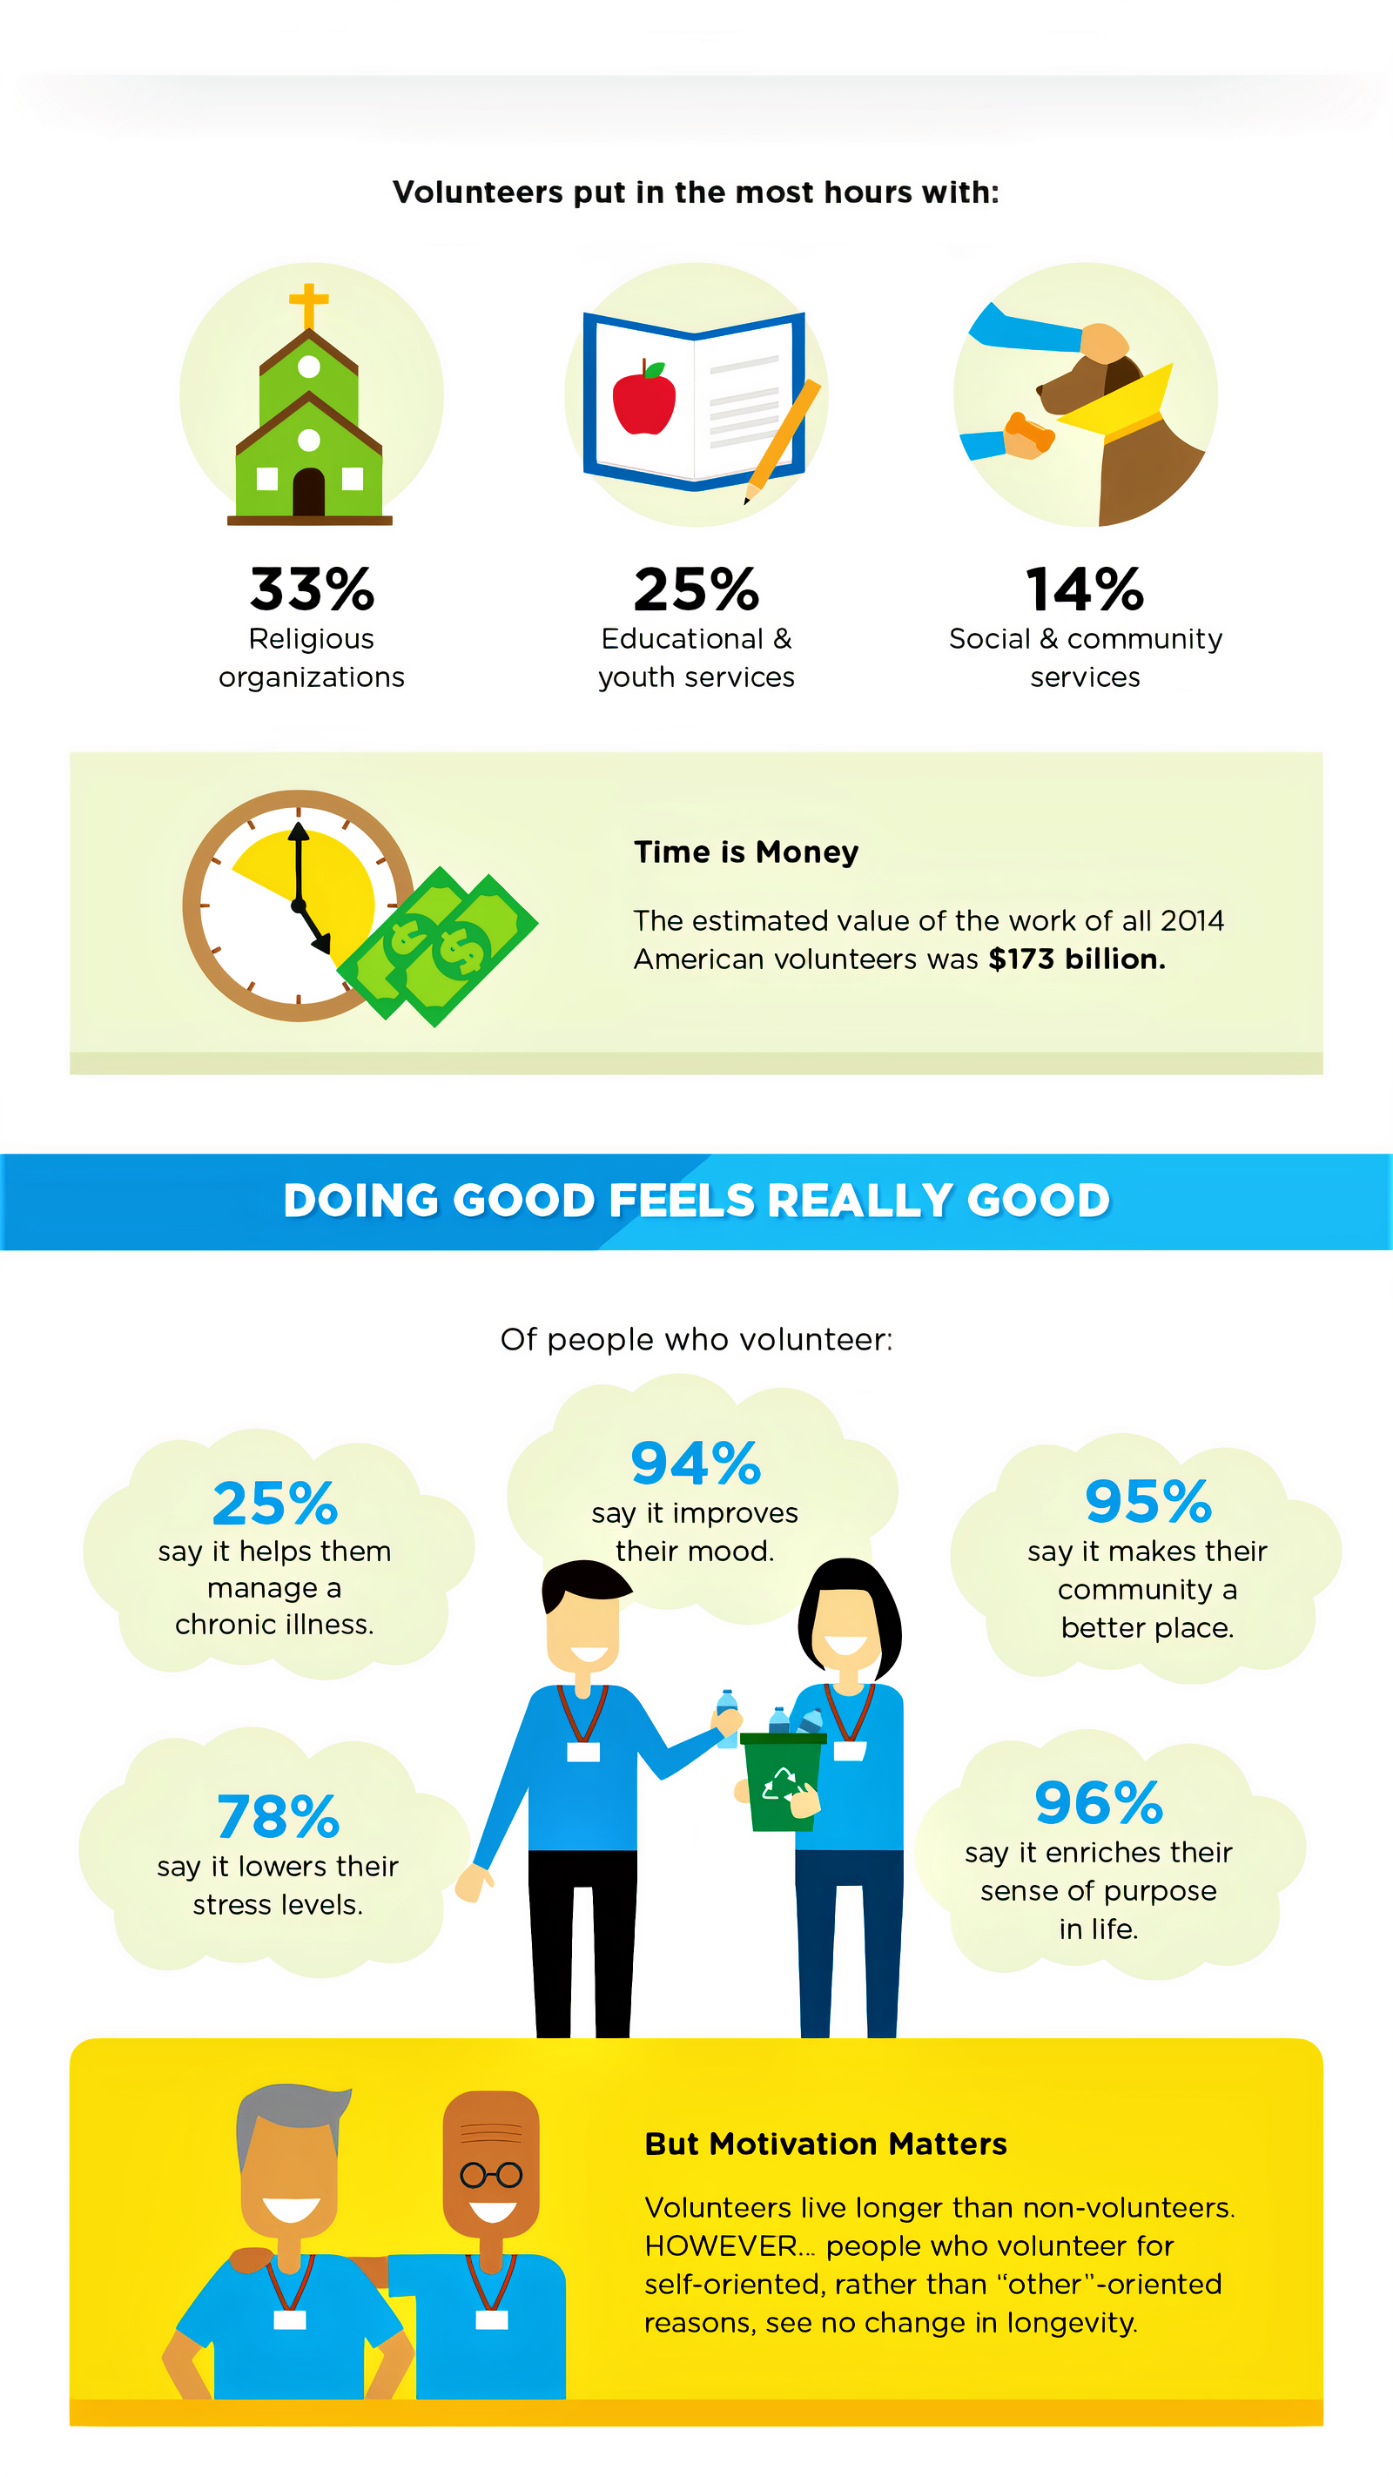 Volunteers put in the most hours with:
33%
Religious
organizations
25%
Educational &
youth services
14%
Social & community
services
Time is Money
The estimated value of the work of all 2014
American volunteers was $173 billion.
DOING GOOD FEELS REALLY GOOD
Of people who volunteer:
25%
say it helps them
manage a
chronic illness.
94%
say it improves
their mood.
95%
say it makes their
community a
better place.
78%
say it lowers their
stress levels.
96%
say it enriches their
sense of purpose
in life.
But Motivation Matters
Volunteers live longer than non-volunteers.
HOWEVER... people who volunteer for
self-oriented, rather than “other”-oriented
reasons, see no change in longevity.